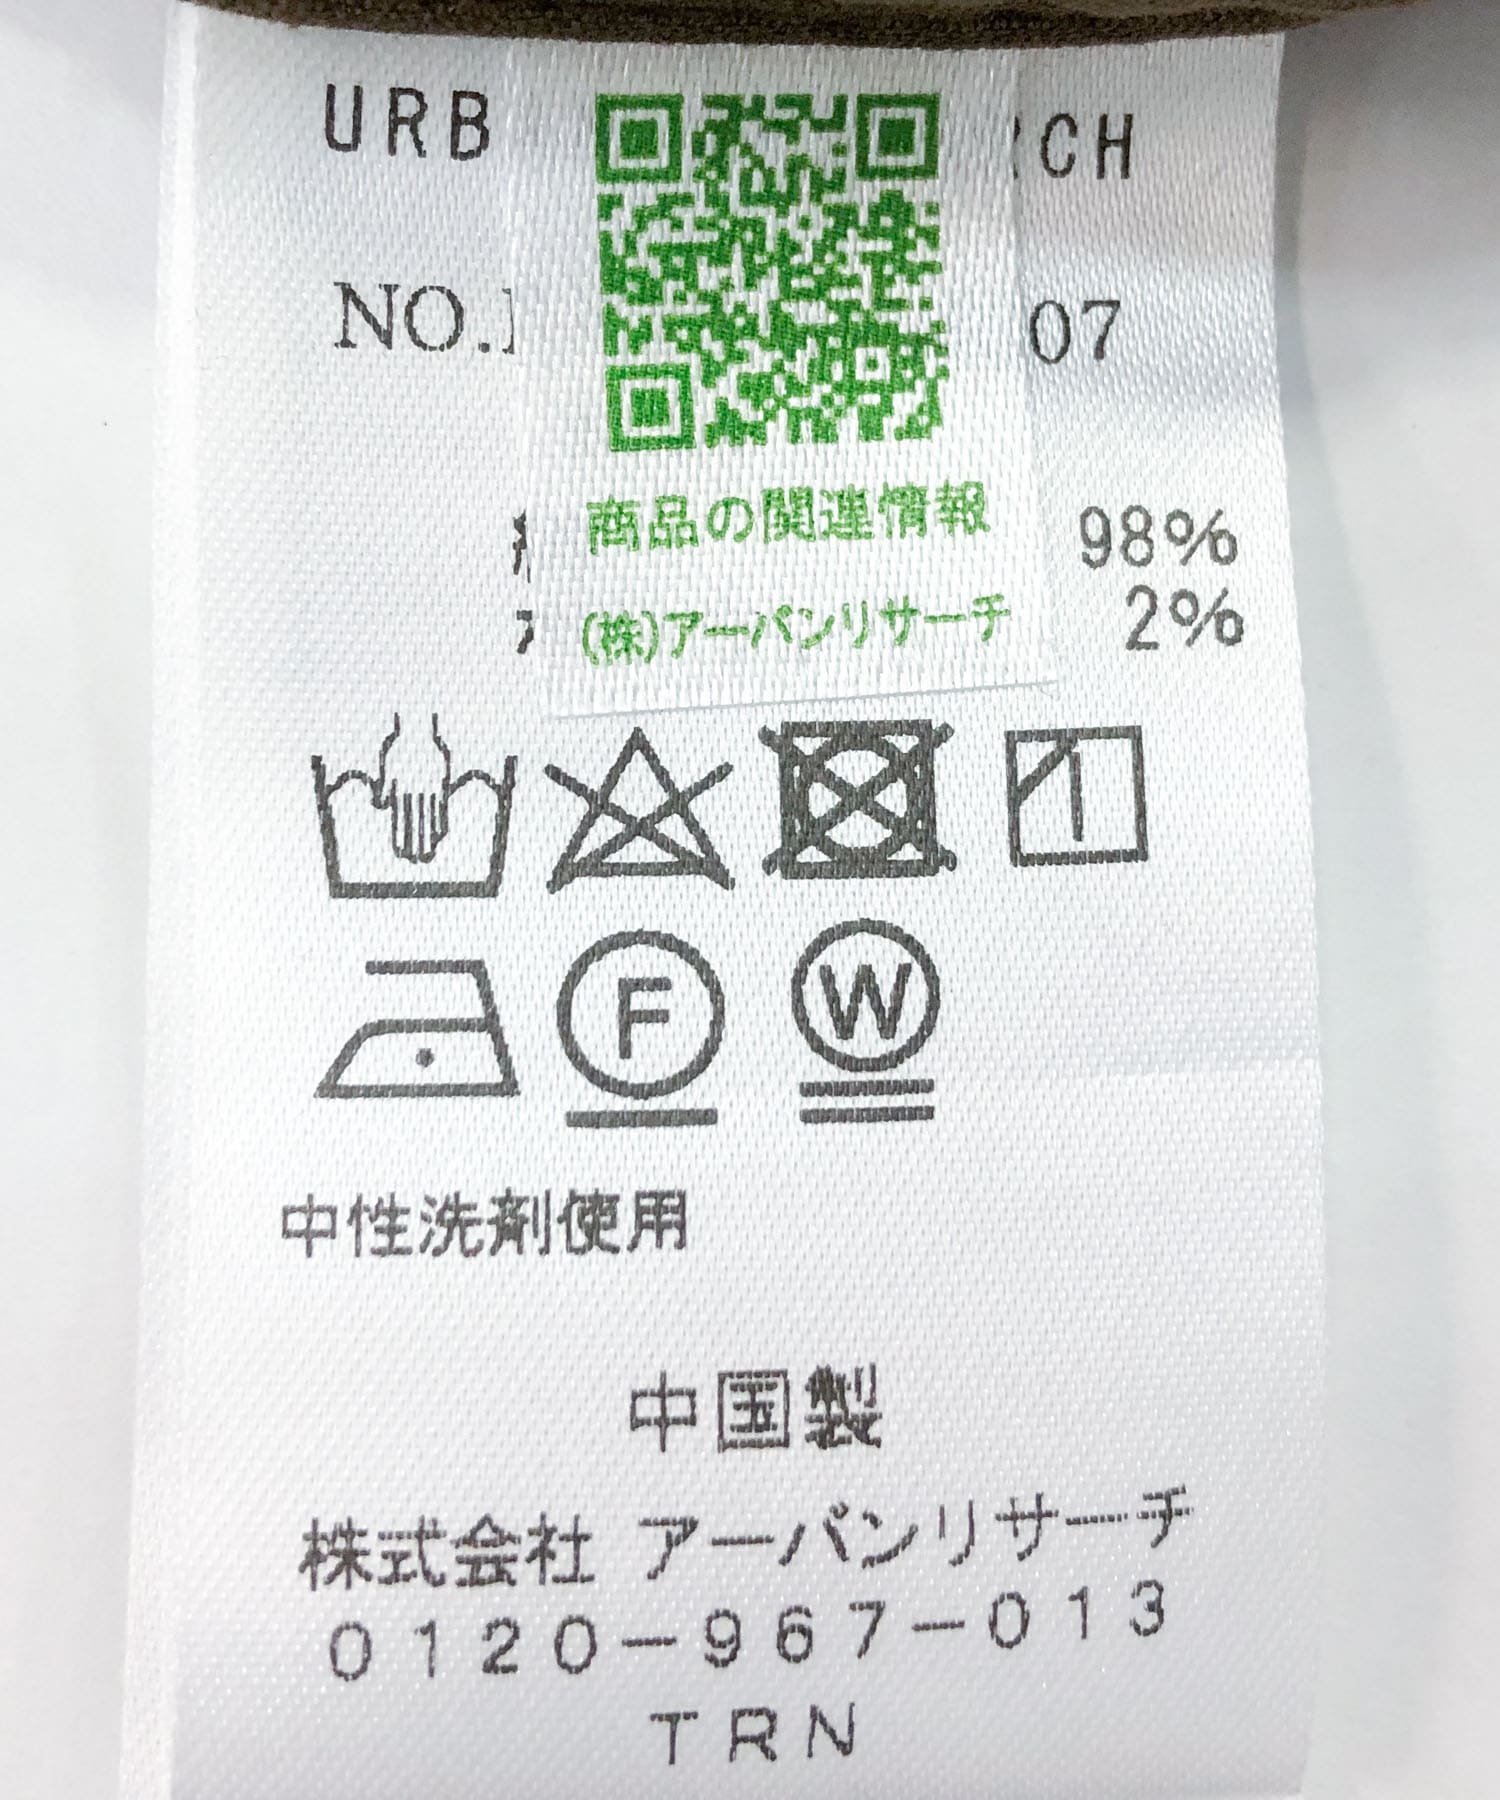 URB
RCH
NO.
07
商品の関連情報
98%
(株)アーバンリサーチ
2%
F
W
中性洗剤使用
中国製
株式会社 アーバンリサーチ
0120-967-013
TRN